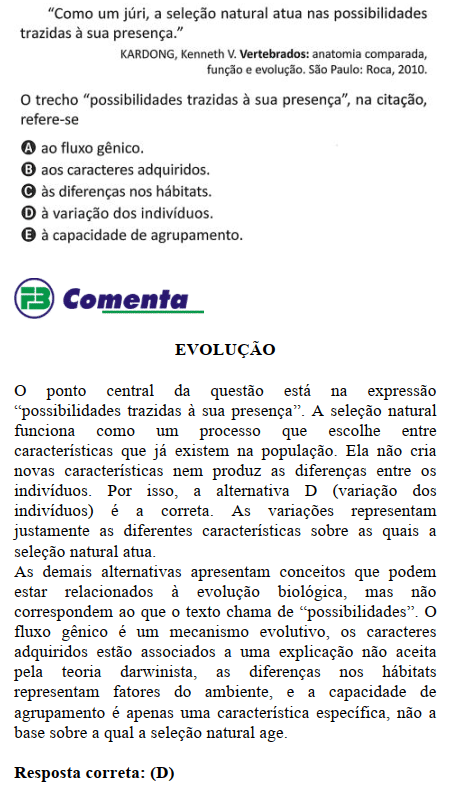 “Como um júri, a seleção natural atua nas possibilidades
trazidas à sua presença.”
KARDONG, Kenneth V. Vertebrados: anatomia comparada,
função e evolução. São Paulo: Roca, 2010.
O trecho “possibilidades trazidas à sua presença”, na citação,
refere-se
A ao fluxo gênico.
B aos caracteres adquiridos.
C às diferenças nos hábitats.
D à variação dos indivíduos.
E à capacidade de agrupamento.
FB Comenta
EVOLUÇÃO
O ponto central da questão está na expressão
“possibilidades trazidas à sua presença”. A seleção natural
funciona como um processo que escolhe entre
características que já existem na população. Ela não cria
novas características nem produz as diferenças entre os
indivíduos. Por isso, a alternativa D (variação dos
indivíduos) é a correta. As variações representam
justamente as diferentes características sobre as quais a
seleção natural atua.
As demais alternativas apresentam conceitos que podem
estar relacionados à evolução biológica, mas não
correspondem ao que o texto chama de “possibilidades”. O
fluxo gênico é um mecanismo evolutivo, os caracteres
adquiridos estão associados a uma explicação não aceita
pela teoria darwinista, as diferenças nos hábitats
representam fatores do ambiente, e a capacidade de
agrupamento é apenas uma característica específica, não a
base sobre a qual a seleção natural age.
Resposta correta: (D)